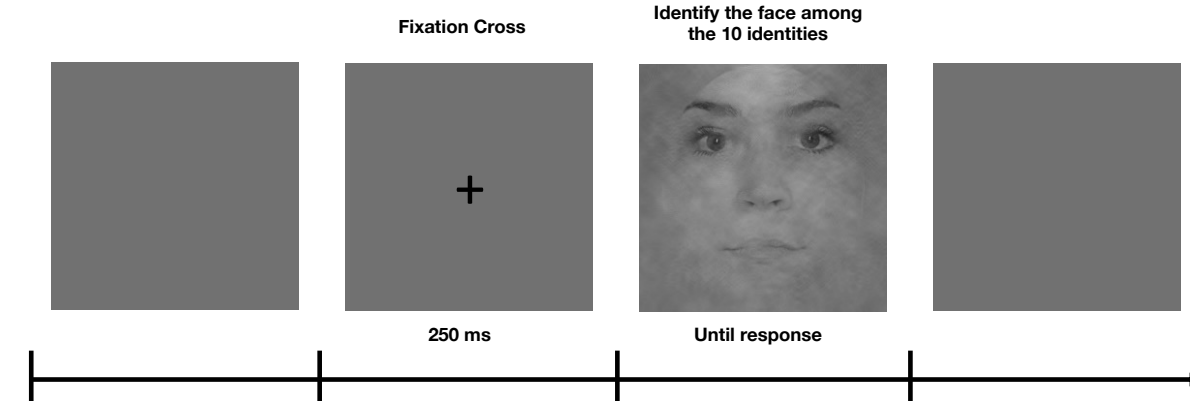 Fixation Cross
Identify the face among
the 10 identities
250 ms
Until response